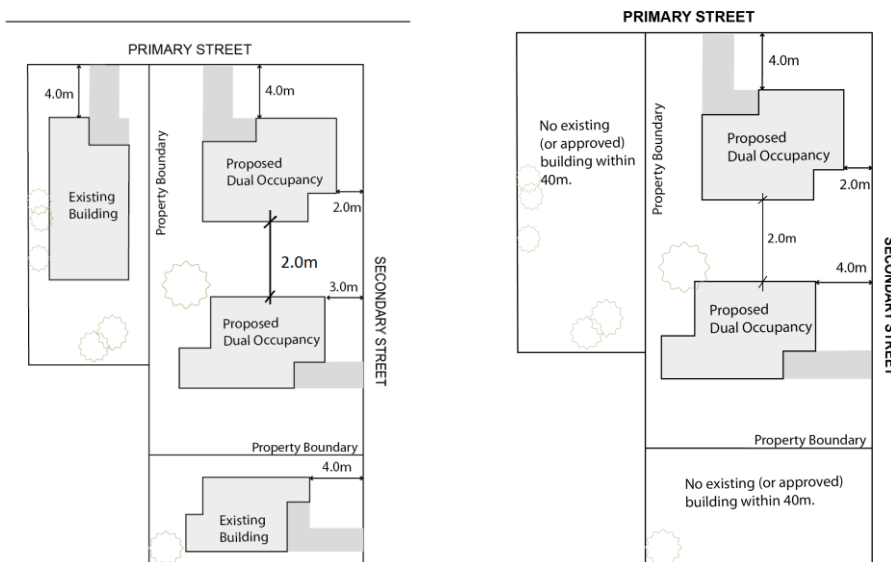 PRIMARY STREET
4.0m
4.0m
Property Boundary
Proposed
Dual Occupancy
Existing
Building
2.0m
2.0m
3.0m
SECONDARY STREET
Proposed
Dual Occupancy
Property Boundary
4.0m
Existing
Building
PRIMARY STREET
4.0m
No existing
(or approved)
building within
40m.
Property Boundary
Proposed
Dual Occupancy
2.0m
2.0m
4.0m
SECONDARY STREET
Proposed
Dual Occupancy
Property Boundary
No existing (or approved)
building within 40m.